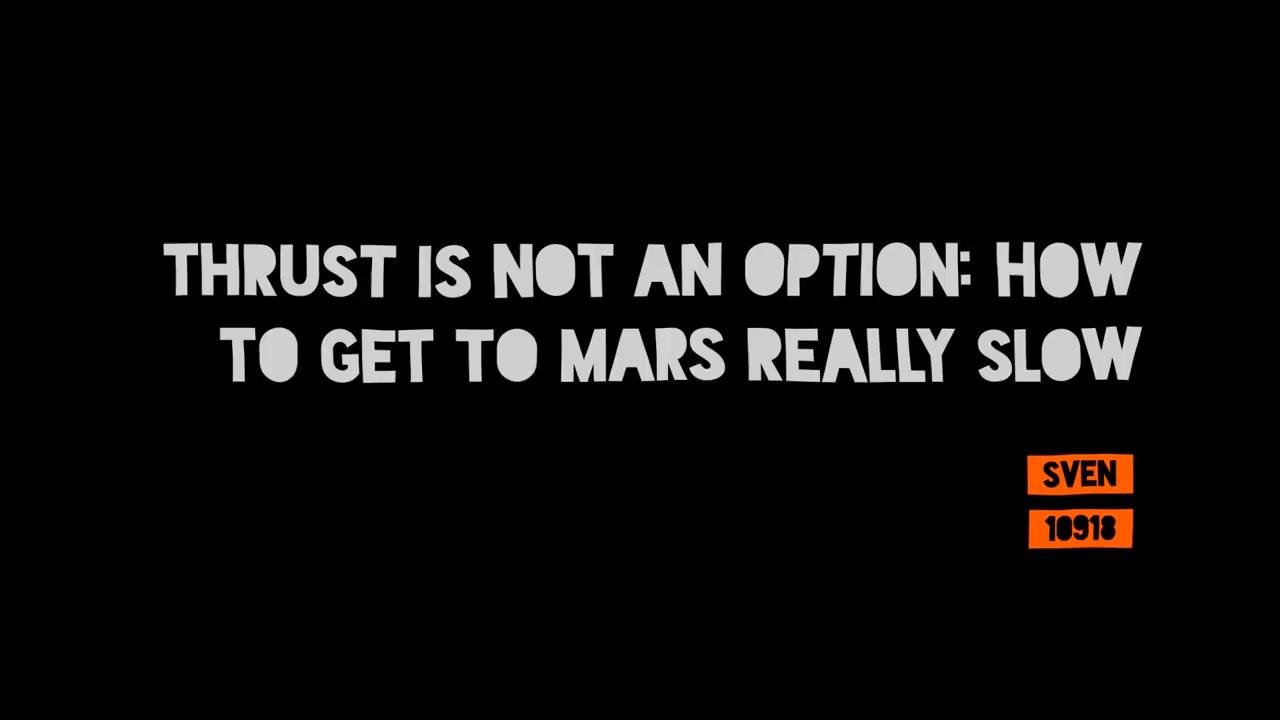 THRUST IS NOT AN OPTION: HOW
TO GET TO MARS REALLY SLOW
SVEN
10918